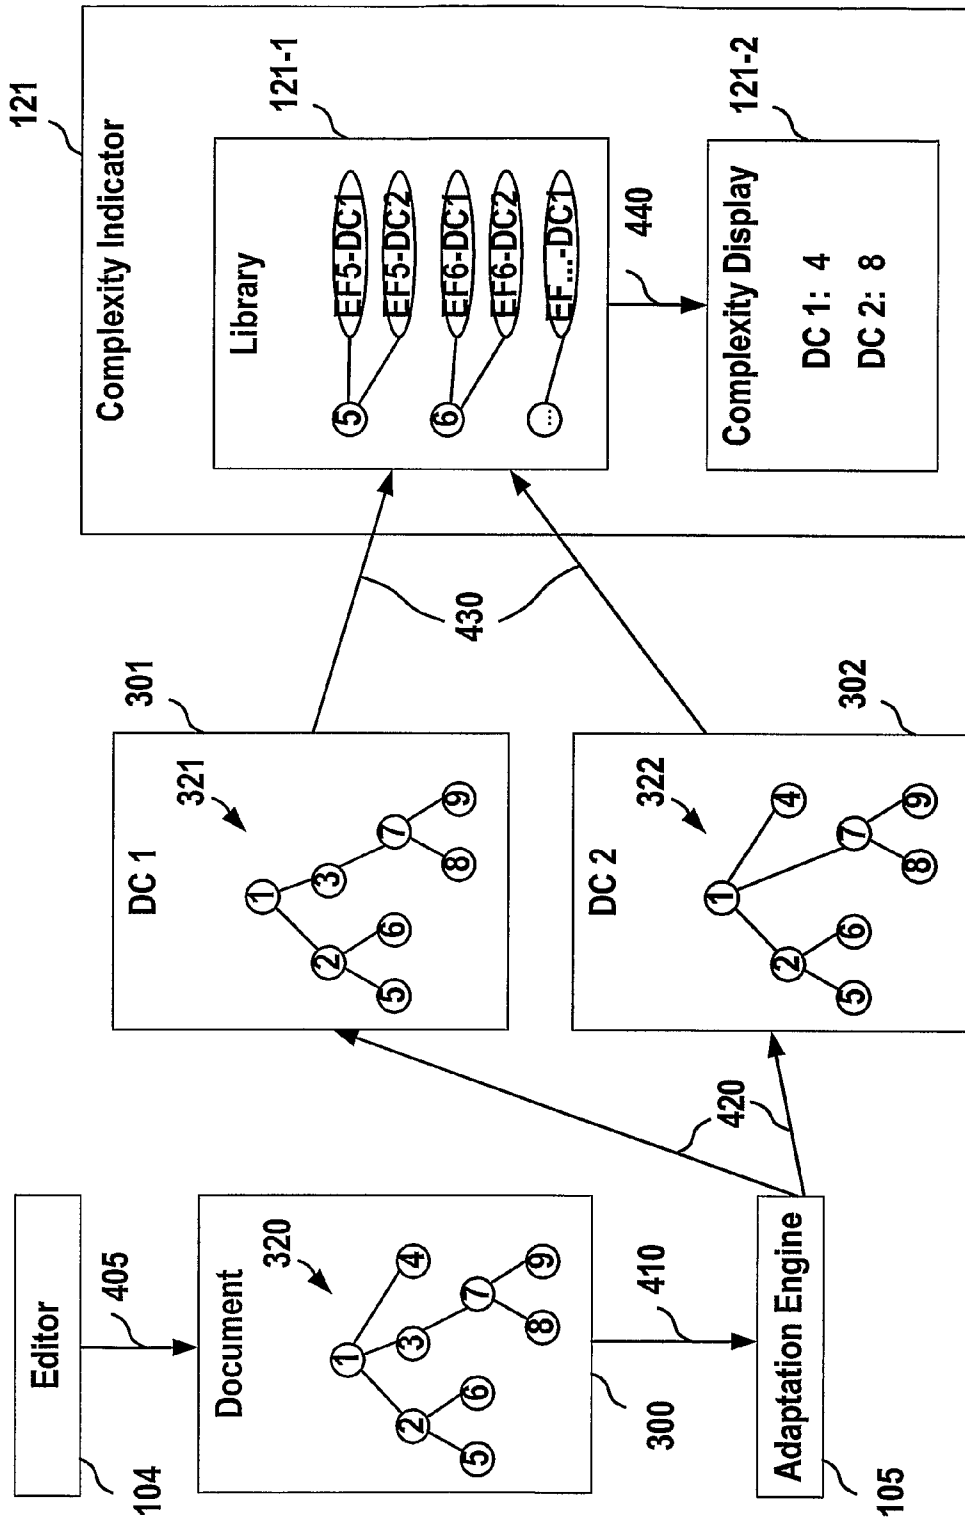 104
Editor
405
Document
320
1
2
3
4
5
6
7
8
9
300
410
Adaptation Engine
105
420
DC 1
301
321
1
2
3
5
6
7
8
9
DC 2
302
322
1
2
4
5
6
7
8
9
430
121
Complexity Indicator
Library
121-1
5
EF5-DC1
EF5-DC2
6
EF6-DC1
EF6-DC2
...
EF...-DC1
440
Complexity Display
121-2
DC 1: 4
DC 2: 8